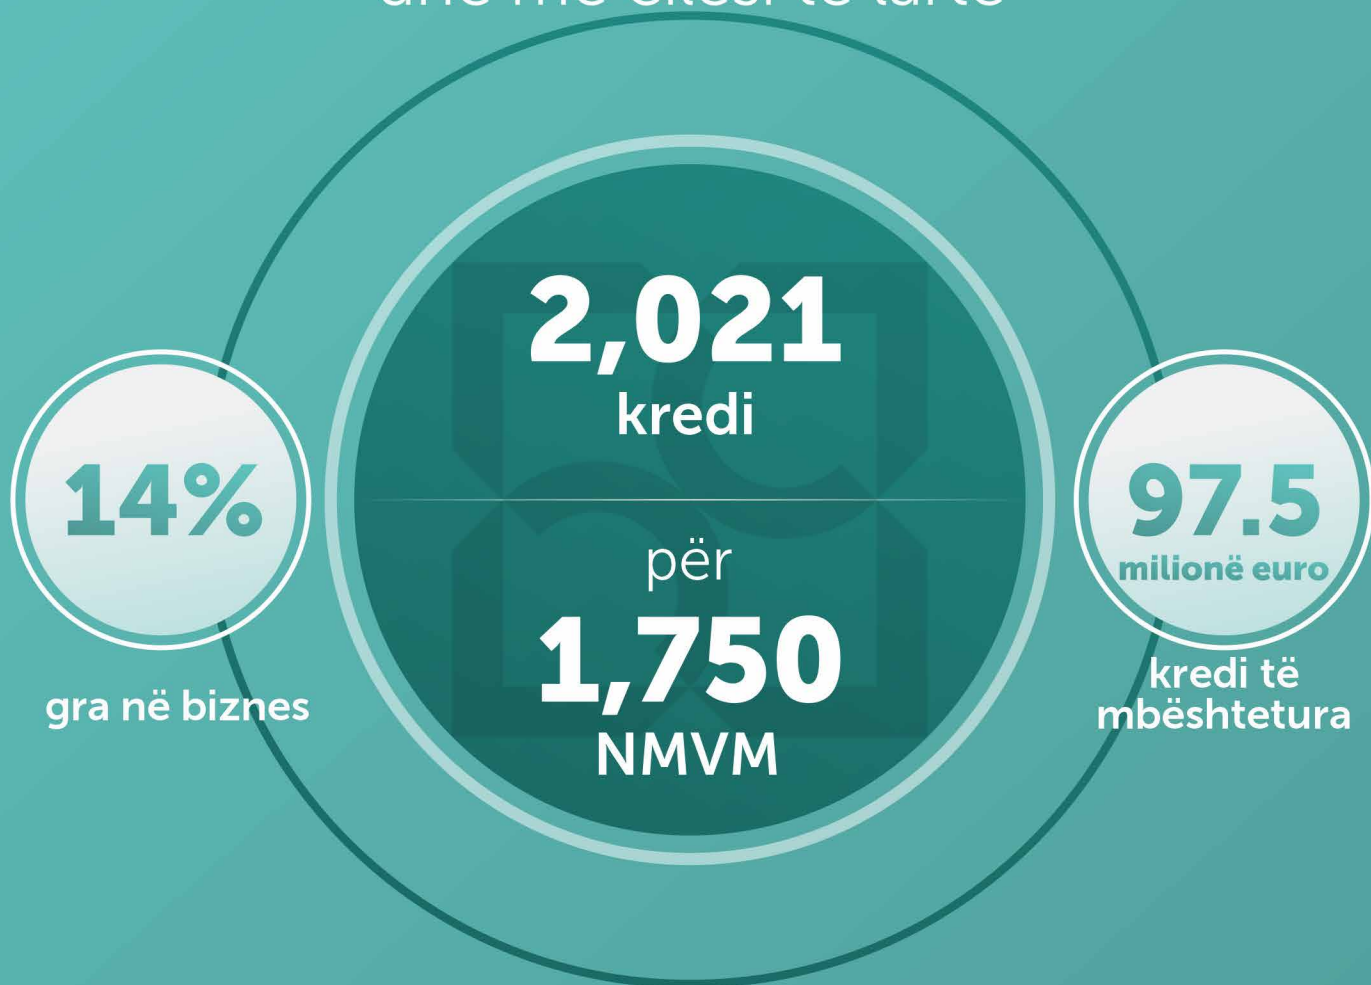 2,021
kredi
për
1,750
NMVM
14%
gra në biznes
97.5
milionë euro
kredi të
mbështetura